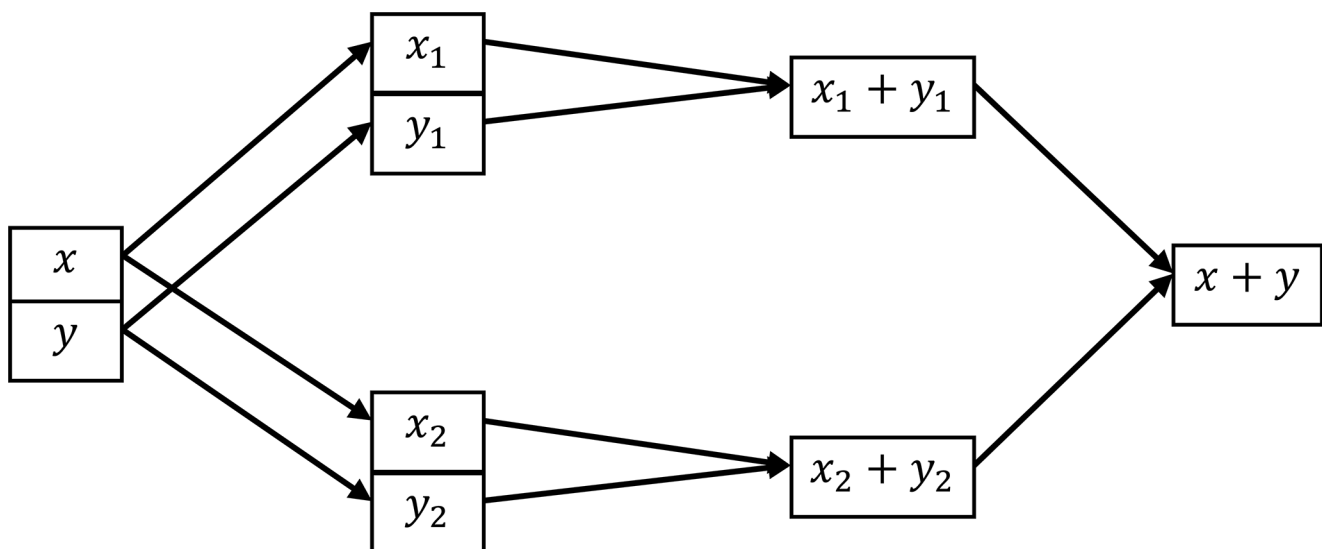 x
y
x₁
y₁
x₂
y₂
x₁ + y₁
x₂ + y₂
x + y